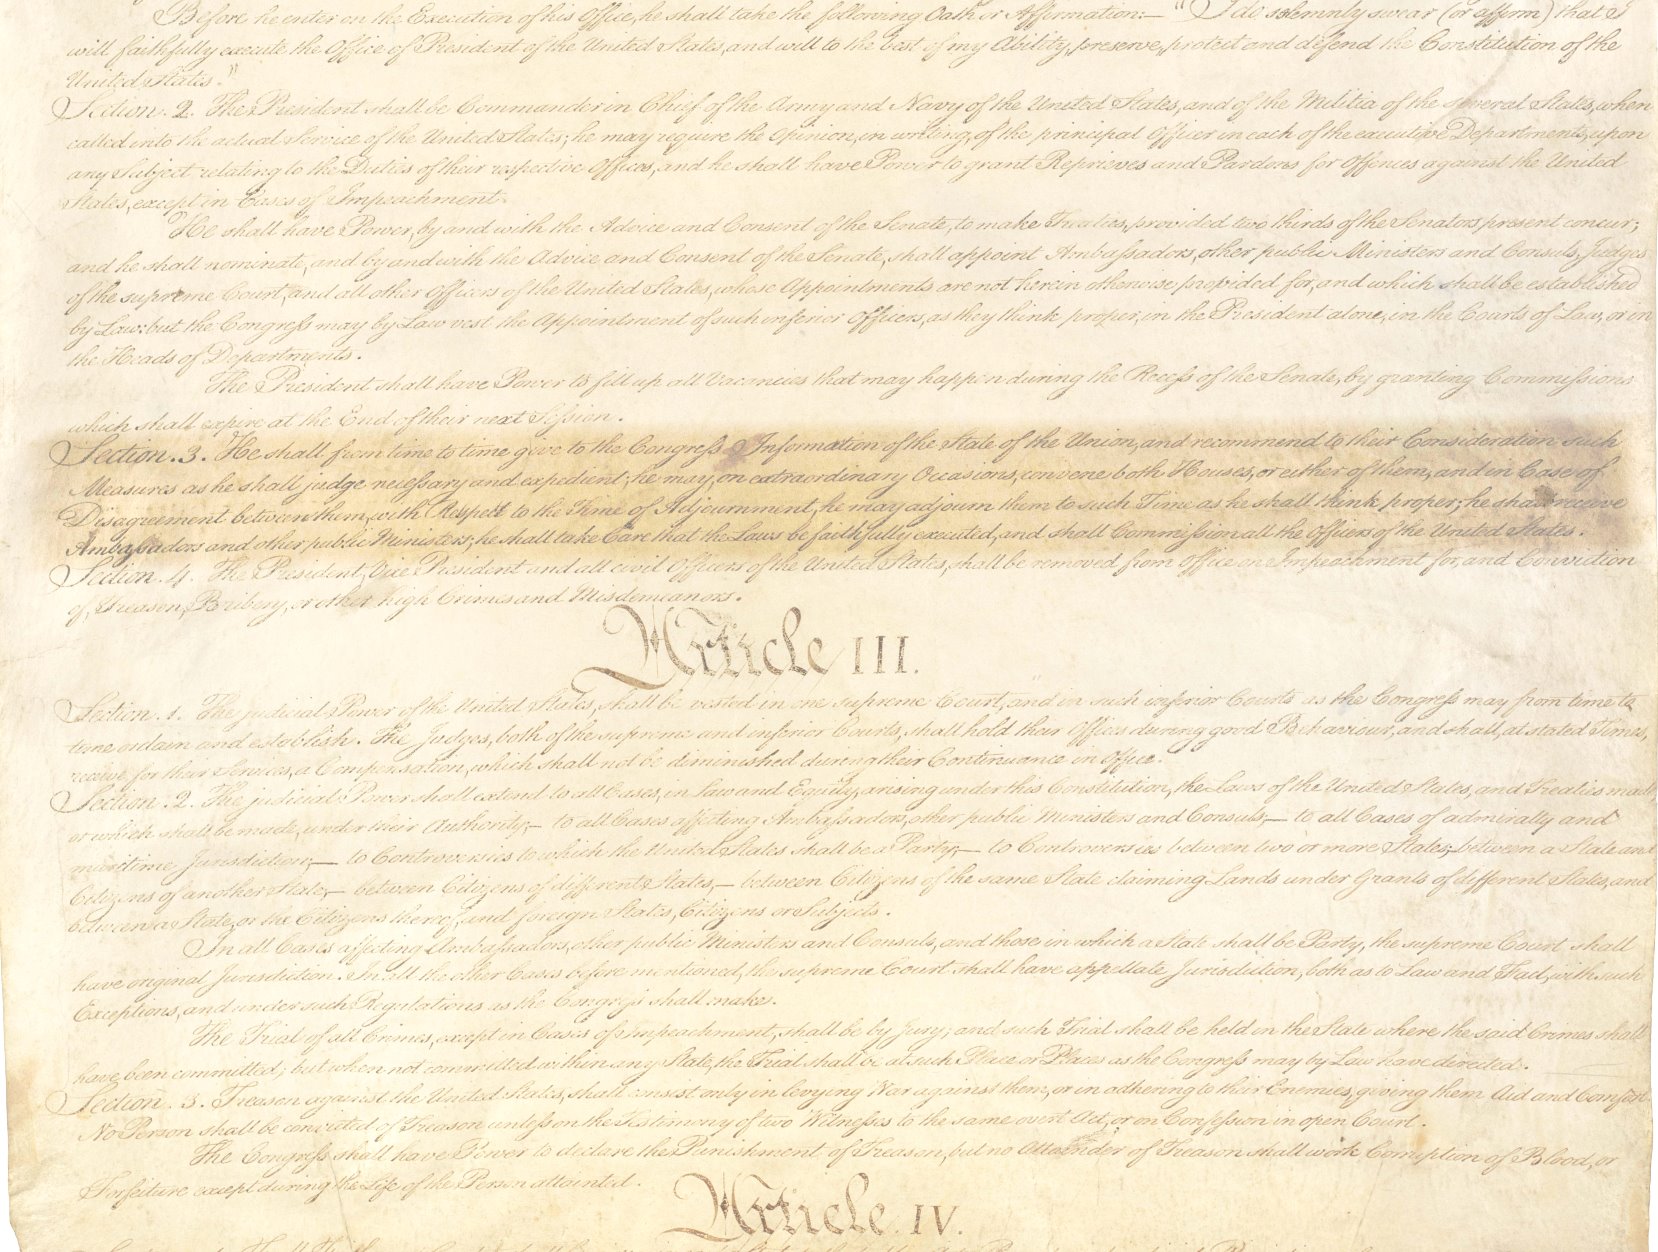 Before he enter on the Execution of his Office, he shall take the following Oath or Affirmation:— "I do solemnly swear (or affirm) that I
will faithfully execute the Office of President of the United States, and will to the best of my Ability, preserve, protect and defend the Constitution of the
United States."
Section. 2. The President shall be Commander in Chief of the Army and Navy of the United States, and of the Militia of the several States, when
called into the actual Service of the United States; he may require the Opinion, in writing, of the principal Officer in each of the executive Departments, upon
any Subject relating to the Duties of their respective Offices, and he shall have Power to grant Reprieves and Pardons for Offences against the United
States, except in Cases of Impeachment.
He shall have Power, by and with the Advice and Consent of the Senate, to make Treaties, provided two thirds of the Senators present concur;
and he shall nominate, and by and with the Advice and Consent of the Senate, shall appoint Ambassadors, other public Ministers and Consuls, Judges
of the supreme Court, and all other Officers of the United States, whose Appointments are not herein otherwise provided for, and which shall be established
by Law: but the Congress may by Law vest the Appointment of such inferior Officers, as they think proper, in the President alone, in the Courts of Law, or in
the Heads of Departments.
The President shall have Power to fill up all Vacancies that may happen during the Recess of the Senate, by granting Commissions
which shall expire at the End of their next Session.
Section. 3. He shall from time to time give to the Congress Information of the State of the Union, and recommend to their Consideration such
Measures as he shall judge necessary and expedient; he may, on extraordinary Occasions, convene both Houses, or either of them, and in Case of
Disagreement between them, with Respect to the Time of Adjournment, he may adjourn them to such Time as he shall think proper; he shall receive
Ambassadors and other public Ministers; he shall take Care that the Laws be faithfully executed, and shall Commission all the Officers of the United States.
Section. 4. The President, Vice President and all civil Officers of the United States, shall be removed from Office on Impeachment for, and Conviction
of, Treason, Bribery, or other high Crimes and Misdemeanors.
Article III.
Section. 1. The judicial Power of the United States, shall be vested in one supreme Court, and in such inferior Courts as the Congress may from time to
time ordain and establish. The Judges, both of the supreme and inferior Courts, shall hold their Offices during good Behaviour, and shall, at stated Times,
receive for their Services, a Compensation, which shall not be diminished during their Continuance in Office.
Section. 2. The judicial Power shall extend to all Cases, in Law and Equity, arising under this Constitution, the Laws of the United States, and Treaties made,
or which shall be made, under their Authority;— to all Cases affecting Ambassadors, other public Ministers and Consuls;— to all Cases of admiralty and
maritime Jurisdiction;— to Controversies to which the United States shall be a Party;— to Controversies between two or more States;— between a State and
Citizens of another State;— between Citizens of different States,— between Citizens of the same State claiming Lands under Grants of different States, and
between a State, or the Citizens thereof, and foreign States, Citizens or Subjects.
In all Cases affecting Ambassadors, other public Ministers and Consuls, and those in which a State shall be Party, the supreme Court shall
have original Jurisdiction. In all the other Cases before mentioned, the supreme Court shall have appellate Jurisdiction, both as to Law and Fact, with such
Exceptions, and under such Regulations as the Congress shall make.
The Trial of all Crimes, except in Cases of Impeachment, shall be by Jury; and such Trial shall be held in the State where the said Crimes shall
have been committed; but when not committed within any State, the Trial shall be at such Place or Places as the Congress may by Law have directed.
Section. 3. Treason against the United States, shall consist only in levying War against them, or in adhering to their Enemies, giving them Aid and Comfort.
No Person shall be convicted of Treason unless on the Testimony of two Witnesses to the same overt Act, or on Confession in open Court.
The Congress shall have Power to declare the Punishment of Treason, but no Attainder of Treason shall work Corruption of Blood, or
Forfeiture except during the Life of the Person attainted.
Article. IV.